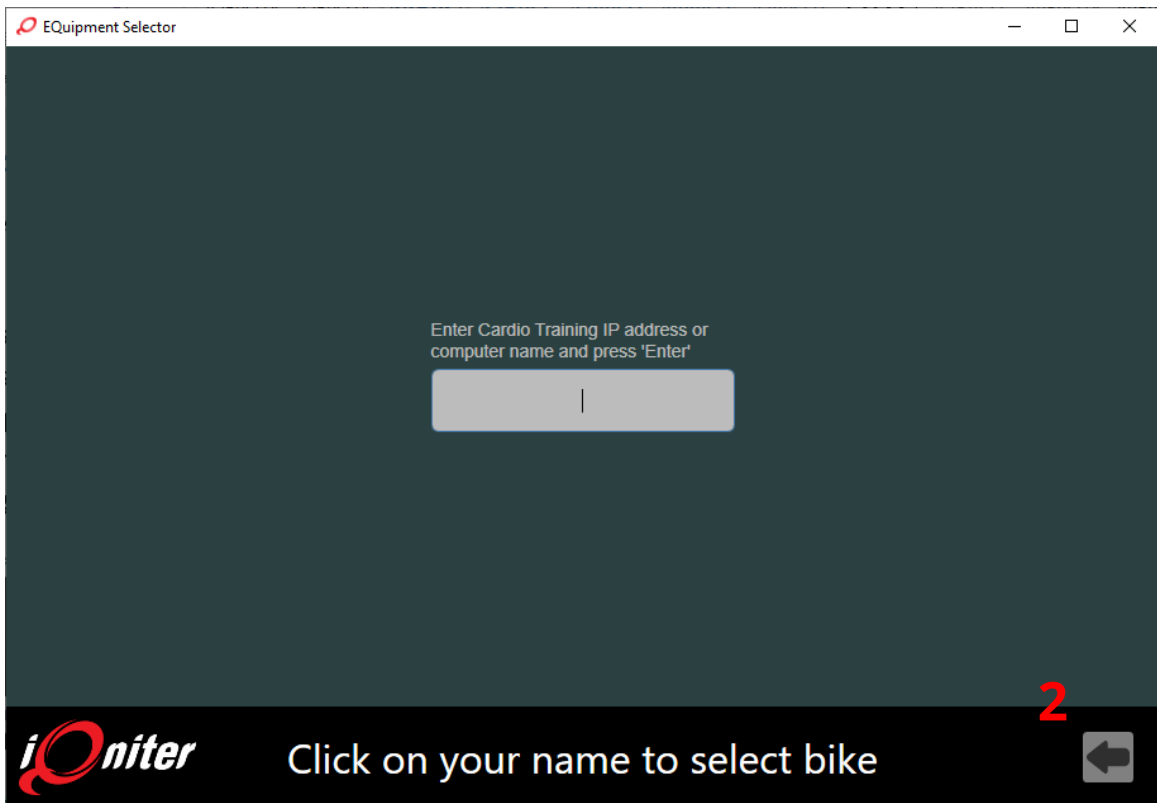 EQuipment Selector
Enter Cardio Training IP address or
computer name and press 'Enter'
2
iQniter
Click on your name to select bike